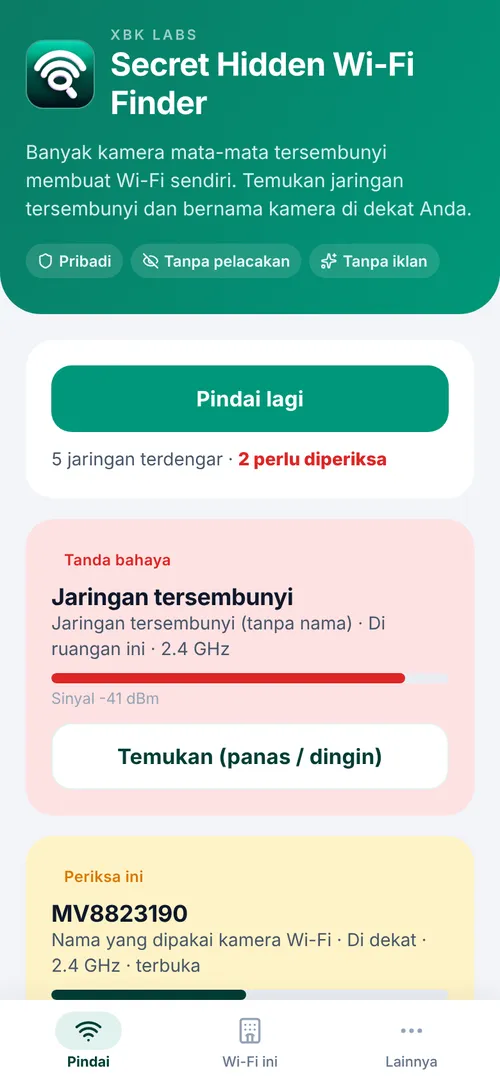 XBK LABS
Secret Hidden Wi-Fi
Finder
Banyak kamera mata-mata tersembunyi
membuat Wi-Fi sendiri. Temukan jaringan
tersembunyi dan bernama kamera di dekat Anda.
Pribadi
Tanpa pelacakan
Tanpa iklan
Pindai lagi
5 jaringan terdengar · 2 perlu diperiksa
Tanda bahaya
Jaringan tersembunyi
Jaringan tersembunyi (tanpa nama) · Di
ruangan ini · 2.4 GHz
Sinyal -41 dBm
Temukan (panas / dingin)
Periksa ini
MV8823190
Nama yang dipakai kamera Wi-Fi · Di dekat ·
2.4 GHz · terbuka
Pindai
Wi-Fi ini
Lainnya